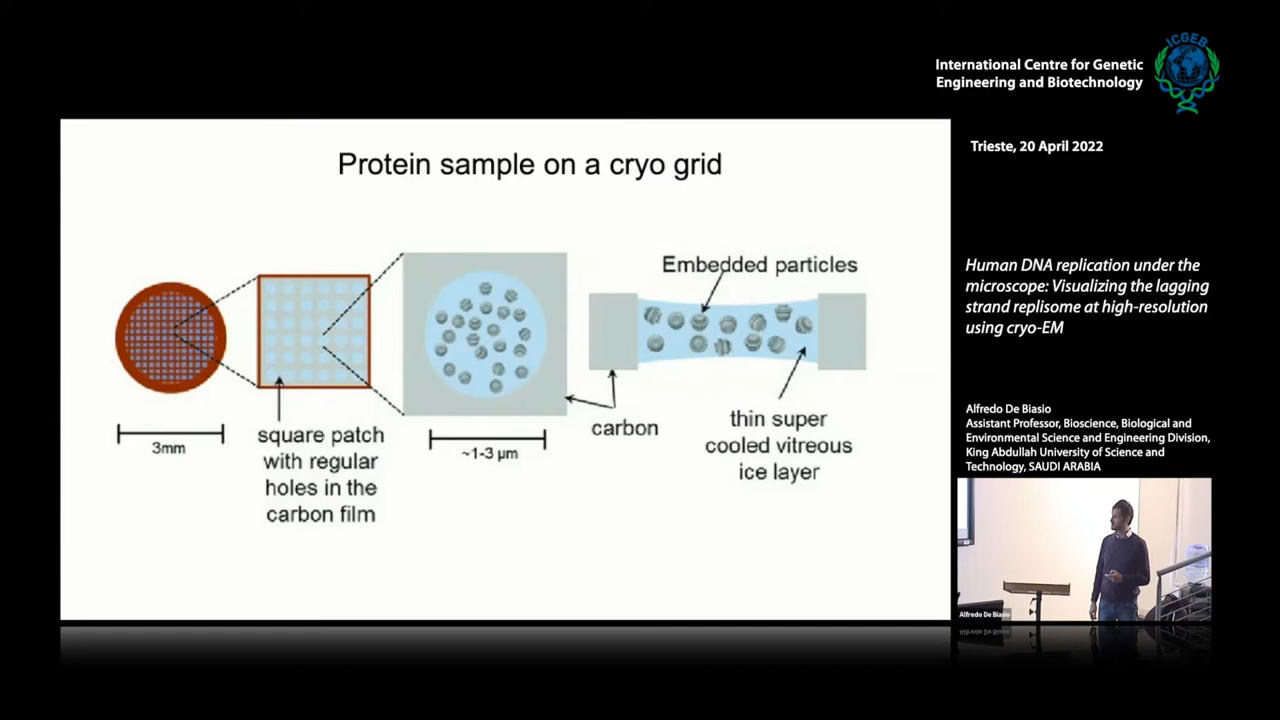 International Centre for Genetic
Engineering and Biotechnology
ICGEB
Trieste, 20 April 2022
Protein sample on a cryo grid
Embedded particles
3mm
square patch
with regular
holes in the
carbon film
~1-3 µm
carbon
thin super
cooled vitreous
ice layer
Human DNA replication under the
microscope: Visualizing the lagging
strand replisome at high-resolution
using cryo-EM
Alfredo De Biasio
Assistant Professor, Bioscience, Biological and
Environmental Science and Engineering Division,
King Abdullah University of Science and
Technology, SAUDI ARABIA
Alfredo De Biasio